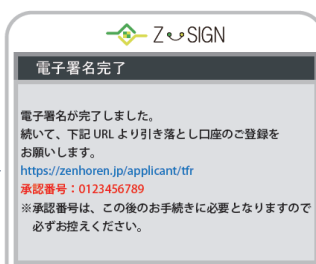 Z SIGN
電子署名完了
電子署名が完了しました。
続いて、下記 URL より引き落とし口座のご登録を
お願いします。
https://zenhoren.jp/applicant/tfr
承認番号：0123456789
※承認番号は、この後のお手続きに必要となりますので
必ずお控えください。